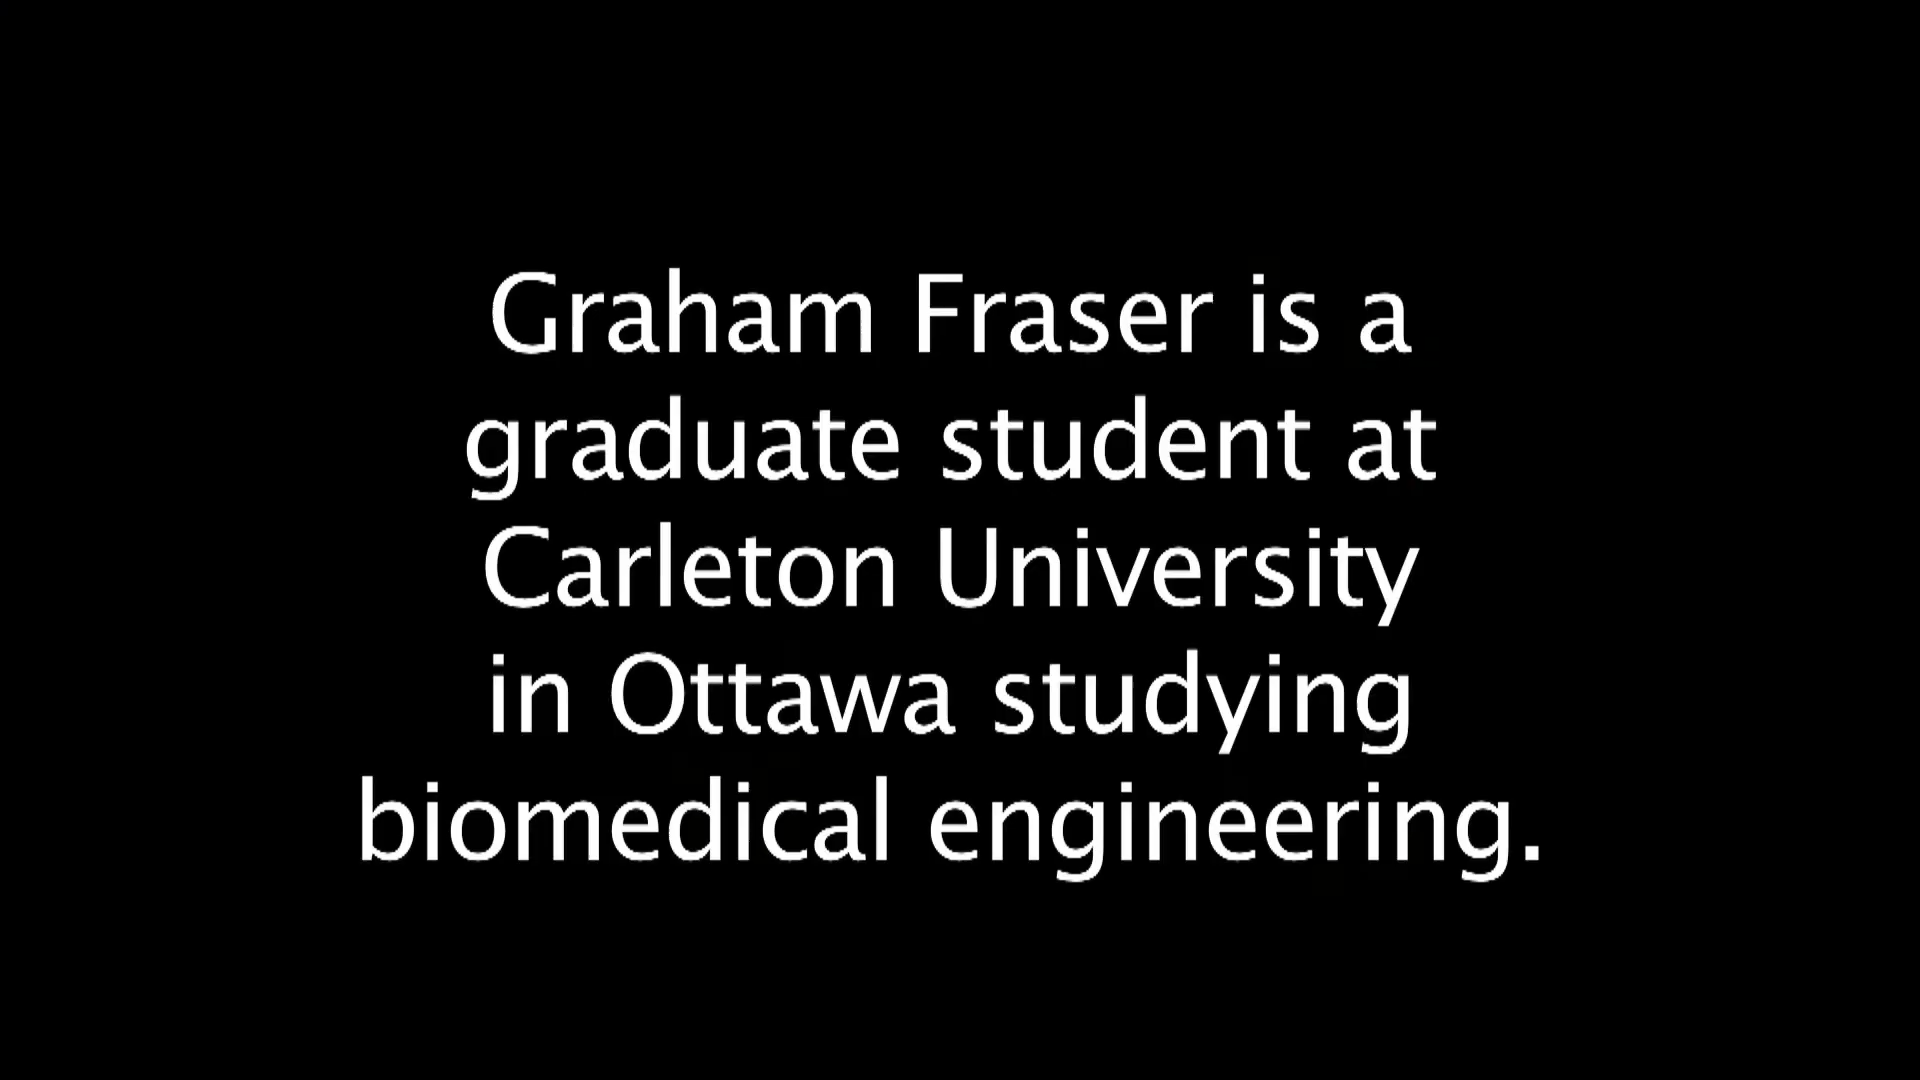 Graham Fraser is a
graduate student at
Carleton University
in Ottawa studying
biomedical engineering.